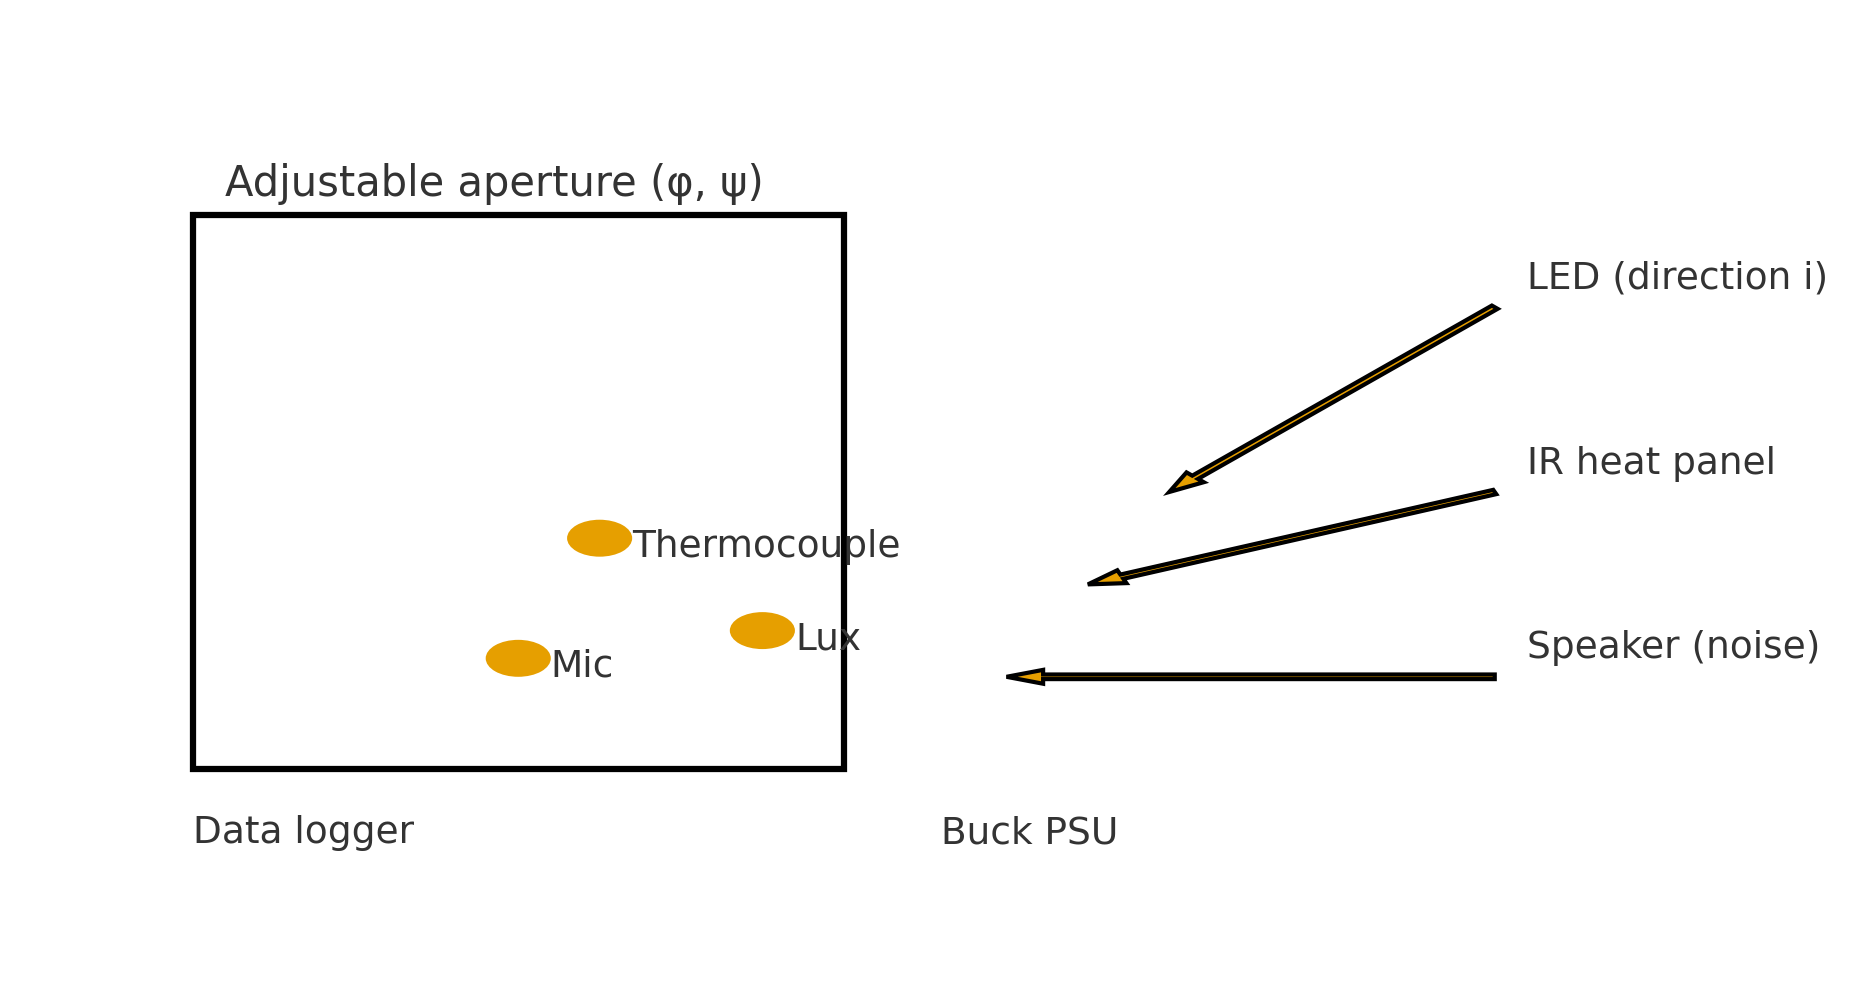 Adjustable aperture (φ, ψ)
LED (direction i)
IR heat panel
Thermocouple
Lux
Mic
Speaker (noise)
Data logger
Buck PSU